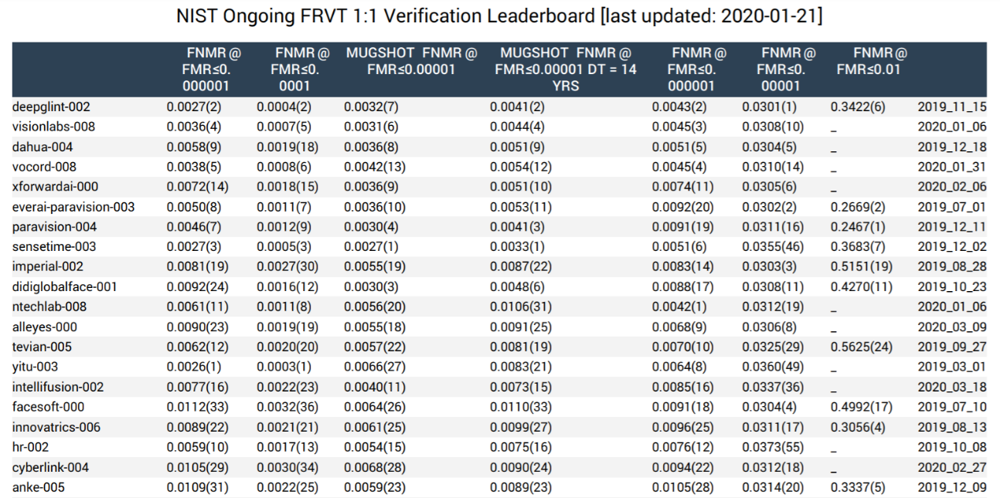 NIST Ongoing FRVT 1:1 Verification Leaderboard [last updated: 2020-01-21]
FNMR @ FNMR @ MUGSHOT FNMR @ MUGSHOT FNMR @ FNMR @ FNMR @ FNMR @
FMR≤0. FMR≤0. FMR≤0.00001 FMR≤0.00001 DT = 14 FMR≤0. FMR≤0. FMR≤0.01
000001 0001 YRS 000001 00001
deepglint-002 0.0027(2) 0.0004(2) 0.0032(7) 0.0041(2) 0.0043(2) 0.0301(1) 0.3422(6) 2019_11_15
visionlabs-008 0.0036(4) 0.0007(5) 0.0031(6) 0.0044(4) 0.0045(3) 0.0308(10) _ 2020_01_06
dahua-004 0.0058(9) 0.0019(18) 0.0036(8) 0.0051(9) 0.0051(5) 0.0304(5) _ 2019_12_18
vocord-008 0.0038(5) 0.0008(6) 0.0042(13) 0.0054(12) 0.0045(4) 0.0310(14) _ 2020_01_31
xforwardai-000 0.0072(14) 0.0018(15) 0.0036(9) 0.0051(10) 0.0074(11) 0.0305(6) _ 2020_02_06
everai-paravision-003 0.0050(8) 0.0011(7) 0.0036(10) 0.0053(11) 0.0092(20) 0.0302(2) 0.2669(2) 2019_07_01
paravision-004 0.0046(7) 0.0012(9) 0.0030(4) 0.0041(3) 0.0091(19) 0.0311(16) 0.2467(1) 2019_12_11
sensetime-003 0.0027(3) 0.0005(3) 0.0027(1) 0.0033(1) 0.0051(6) 0.0355(46) 0.3683(7) 2019_12_02
imperial-002 0.0081(19) 0.0027(30) 0.0055(19) 0.0087(22) 0.0083(14) 0.0303(3) 0.5151(19) 2019_08_28
didiglobalface-001 0.0092(24) 0.0016(12) 0.0030(3) 0.0048(6) 0.0088(17) 0.0308(11) 0.4270(11) 2019_10_23
ntechlab-008 0.0061(11) 0.0011(8) 0.0056(20) 0.0106(31) 0.0042(1) 0.0312(19) _ 2020_01_06
alleyes-000 0.0090(23) 0.0019(19) 0.0055(18) 0.0091(25) 0.0068(9) 0.0306(8) _ 2020_03_09
tevian-005 0.0062(12) 0.0020(20) 0.0057(22) 0.0081(19) 0.0070(10) 0.0325(29) 0.5625(24) 2019_09_27
yitu-003 0.0026(1) 0.0003(1) 0.0066(27) 0.0083(21) 0.0064(8) 0.0360(49) _ 2019_03_01
intellifusion-002 0.0077(16) 0.0022(23) 0.0040(11) 0.0073(15) 0.0085(16) 0.0337(36) _ 2020_03_18
facesoft-000 0.0112(33) 0.0032(36) 0.0064(26) 0.0110(33) 0.0091(18) 0.0304(4) 0.4992(17) 2019_07_10
innovatrics-006 0.0089(22) 0.0021(21) 0.0061(25) 0.0099(27) 0.0096(25) 0.0311(17) 0.3056(4) 2019_08_13
hr-002 0.0059(10) 0.0017(13) 0.0054(15) 0.0075(16) 0.0076(12) 0.0373(55) _ 2019_10_08
cyberlink-004 0.0105(29) 0.0030(34) 0.0068(28) 0.0090(24) 0.0094(22) 0.0312(18) _ 2020_02_27
anke-005 0.0109(31) 0.0022(25) 0.0059(23) 0.0089(23) 0.0105(28) 0.0314(20) 0.3337(5) 2019_12_09